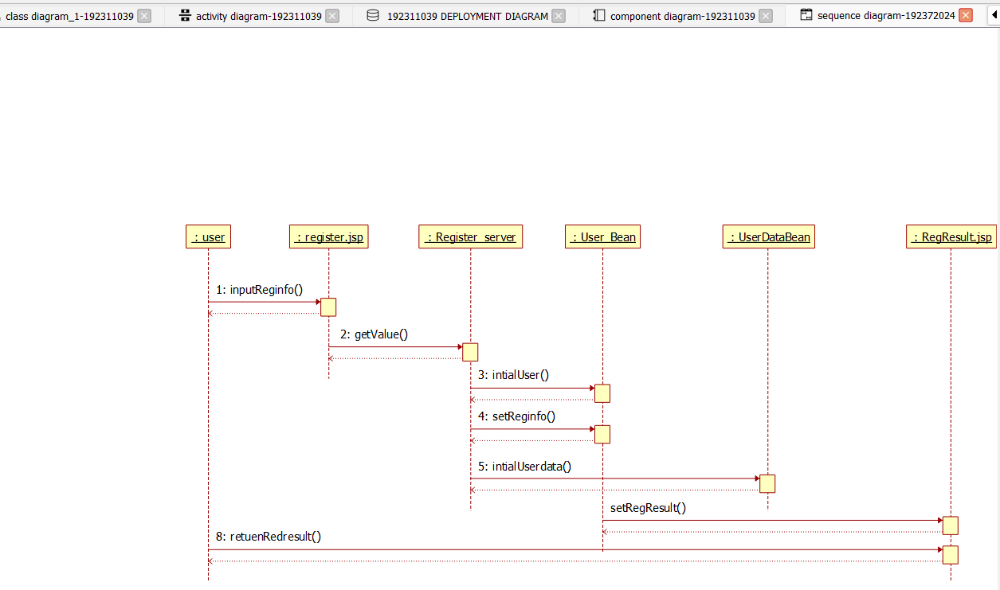 class diagram_1-192311039
activity diagram-192311039
192311039 DEPLOYMENT DIAGRAM
component diagram-192311039
sequence diagram-192372024
: user
: register.jsp
: Register_server
: User_Bean
: UserDataBean
: RegResult.jsp
1: inputReginfo()
2: getValue()
3: intialUser()
4: setReginfo()
5: intialUserdata()
setRegResult()
8: retuenRedresult()